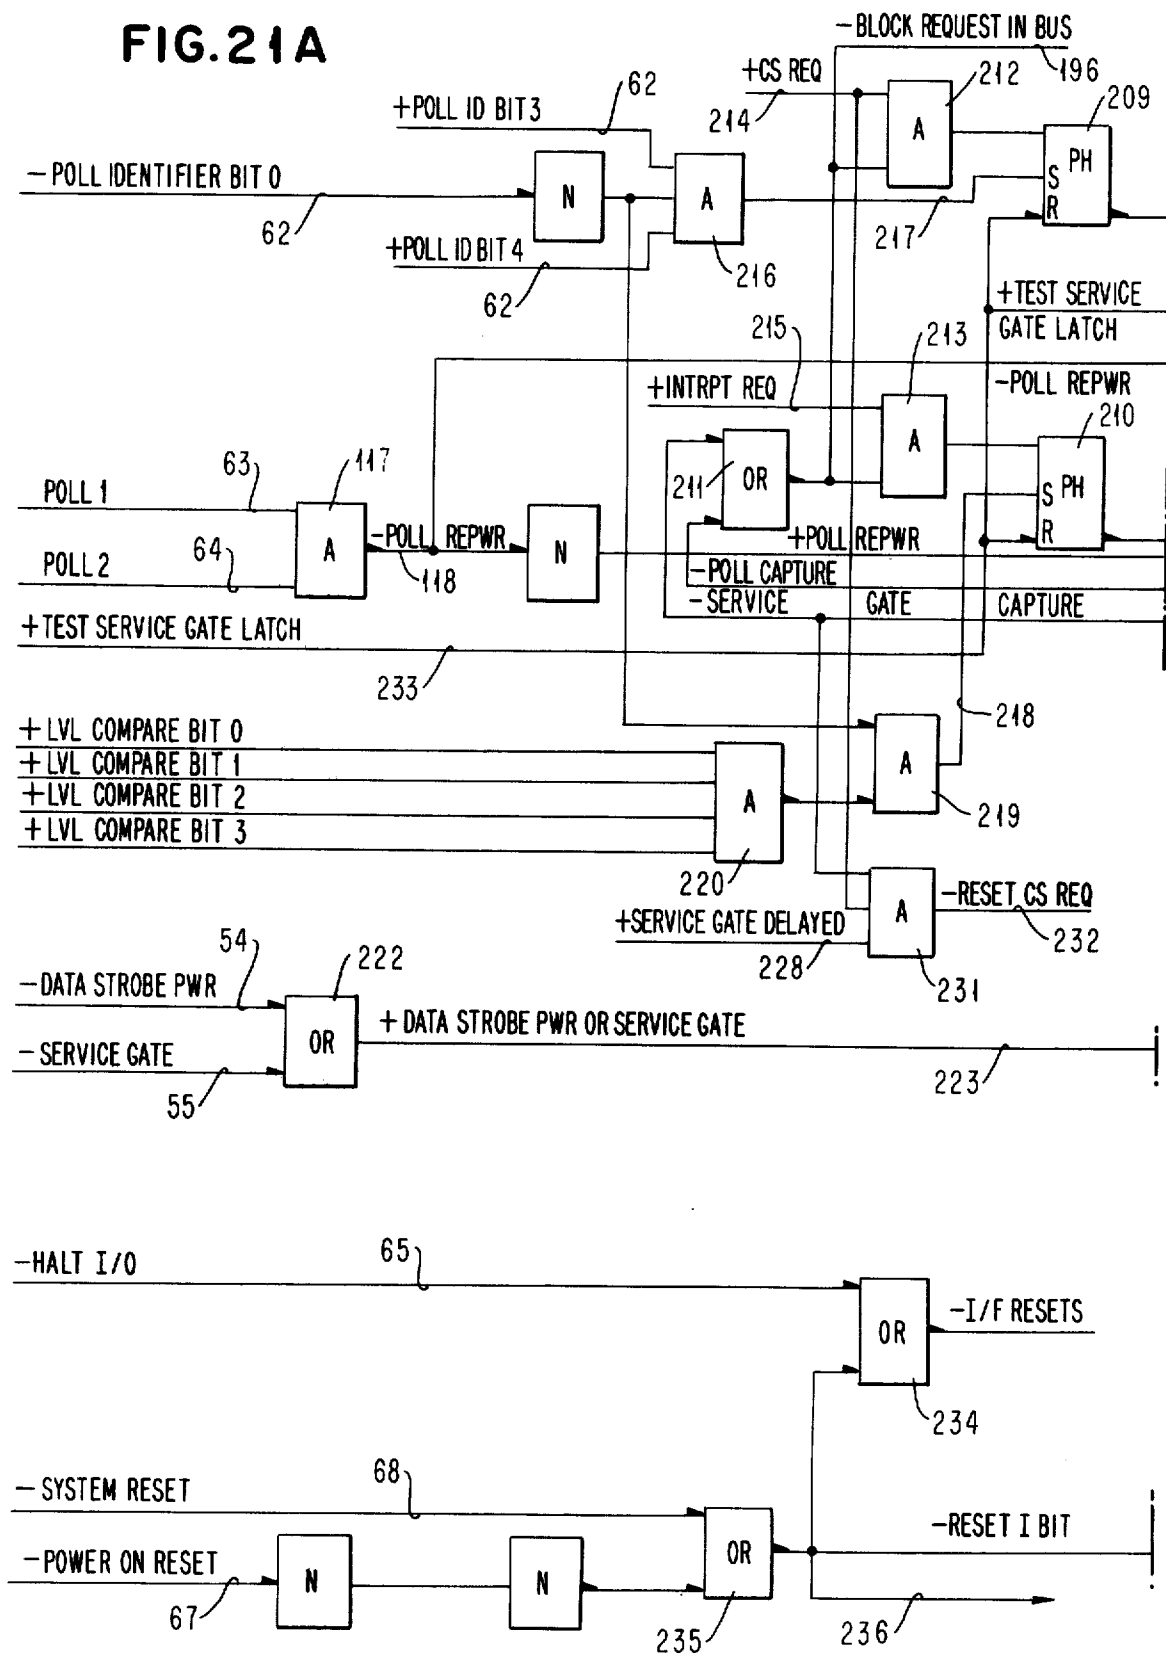 FIG.21A
-BLOCK REQUEST IN BUS
196
+CS REQ
214
212
209
A
PH
S
R
+POLL ID BIT 3
62
-POLL IDENTIFIER BIT 0
62
N
A
216
217
+POLL ID BIT 4
62
+TEST SERVICE
GATE LATCH
215
213
+INTRPT REQ
A
-POLL REPWR
210
PH
S
R
211
OR
POLL 1
63
117
A
POLL 2
64
-POLL REPWR
118
N
+POLL REPWR
-POLL CAPTURE
-SERVICE GATE CAPTURE
+TEST SERVICE GATE LATCH
233
218
+LVL COMPARE BIT 0
+LVL COMPARE BIT 1
+LVL COMPARE BIT 2
+LVL COMPARE BIT 3
A
220
A
219
-RESET CS REQ
232
A
231
+SERVICE GATE DELAYED
228
54
222
-DATA STROBE PWR
OR
-SERVICE GATE
55
+DATA STROBE PWR OR SERVICE GATE
223
-HALT I/O
65
OR
234
-I/F RESETS
-SYSTEM RESET
68
-POWER ON RESET
67
N
N
OR
235
-RESET I BIT
236